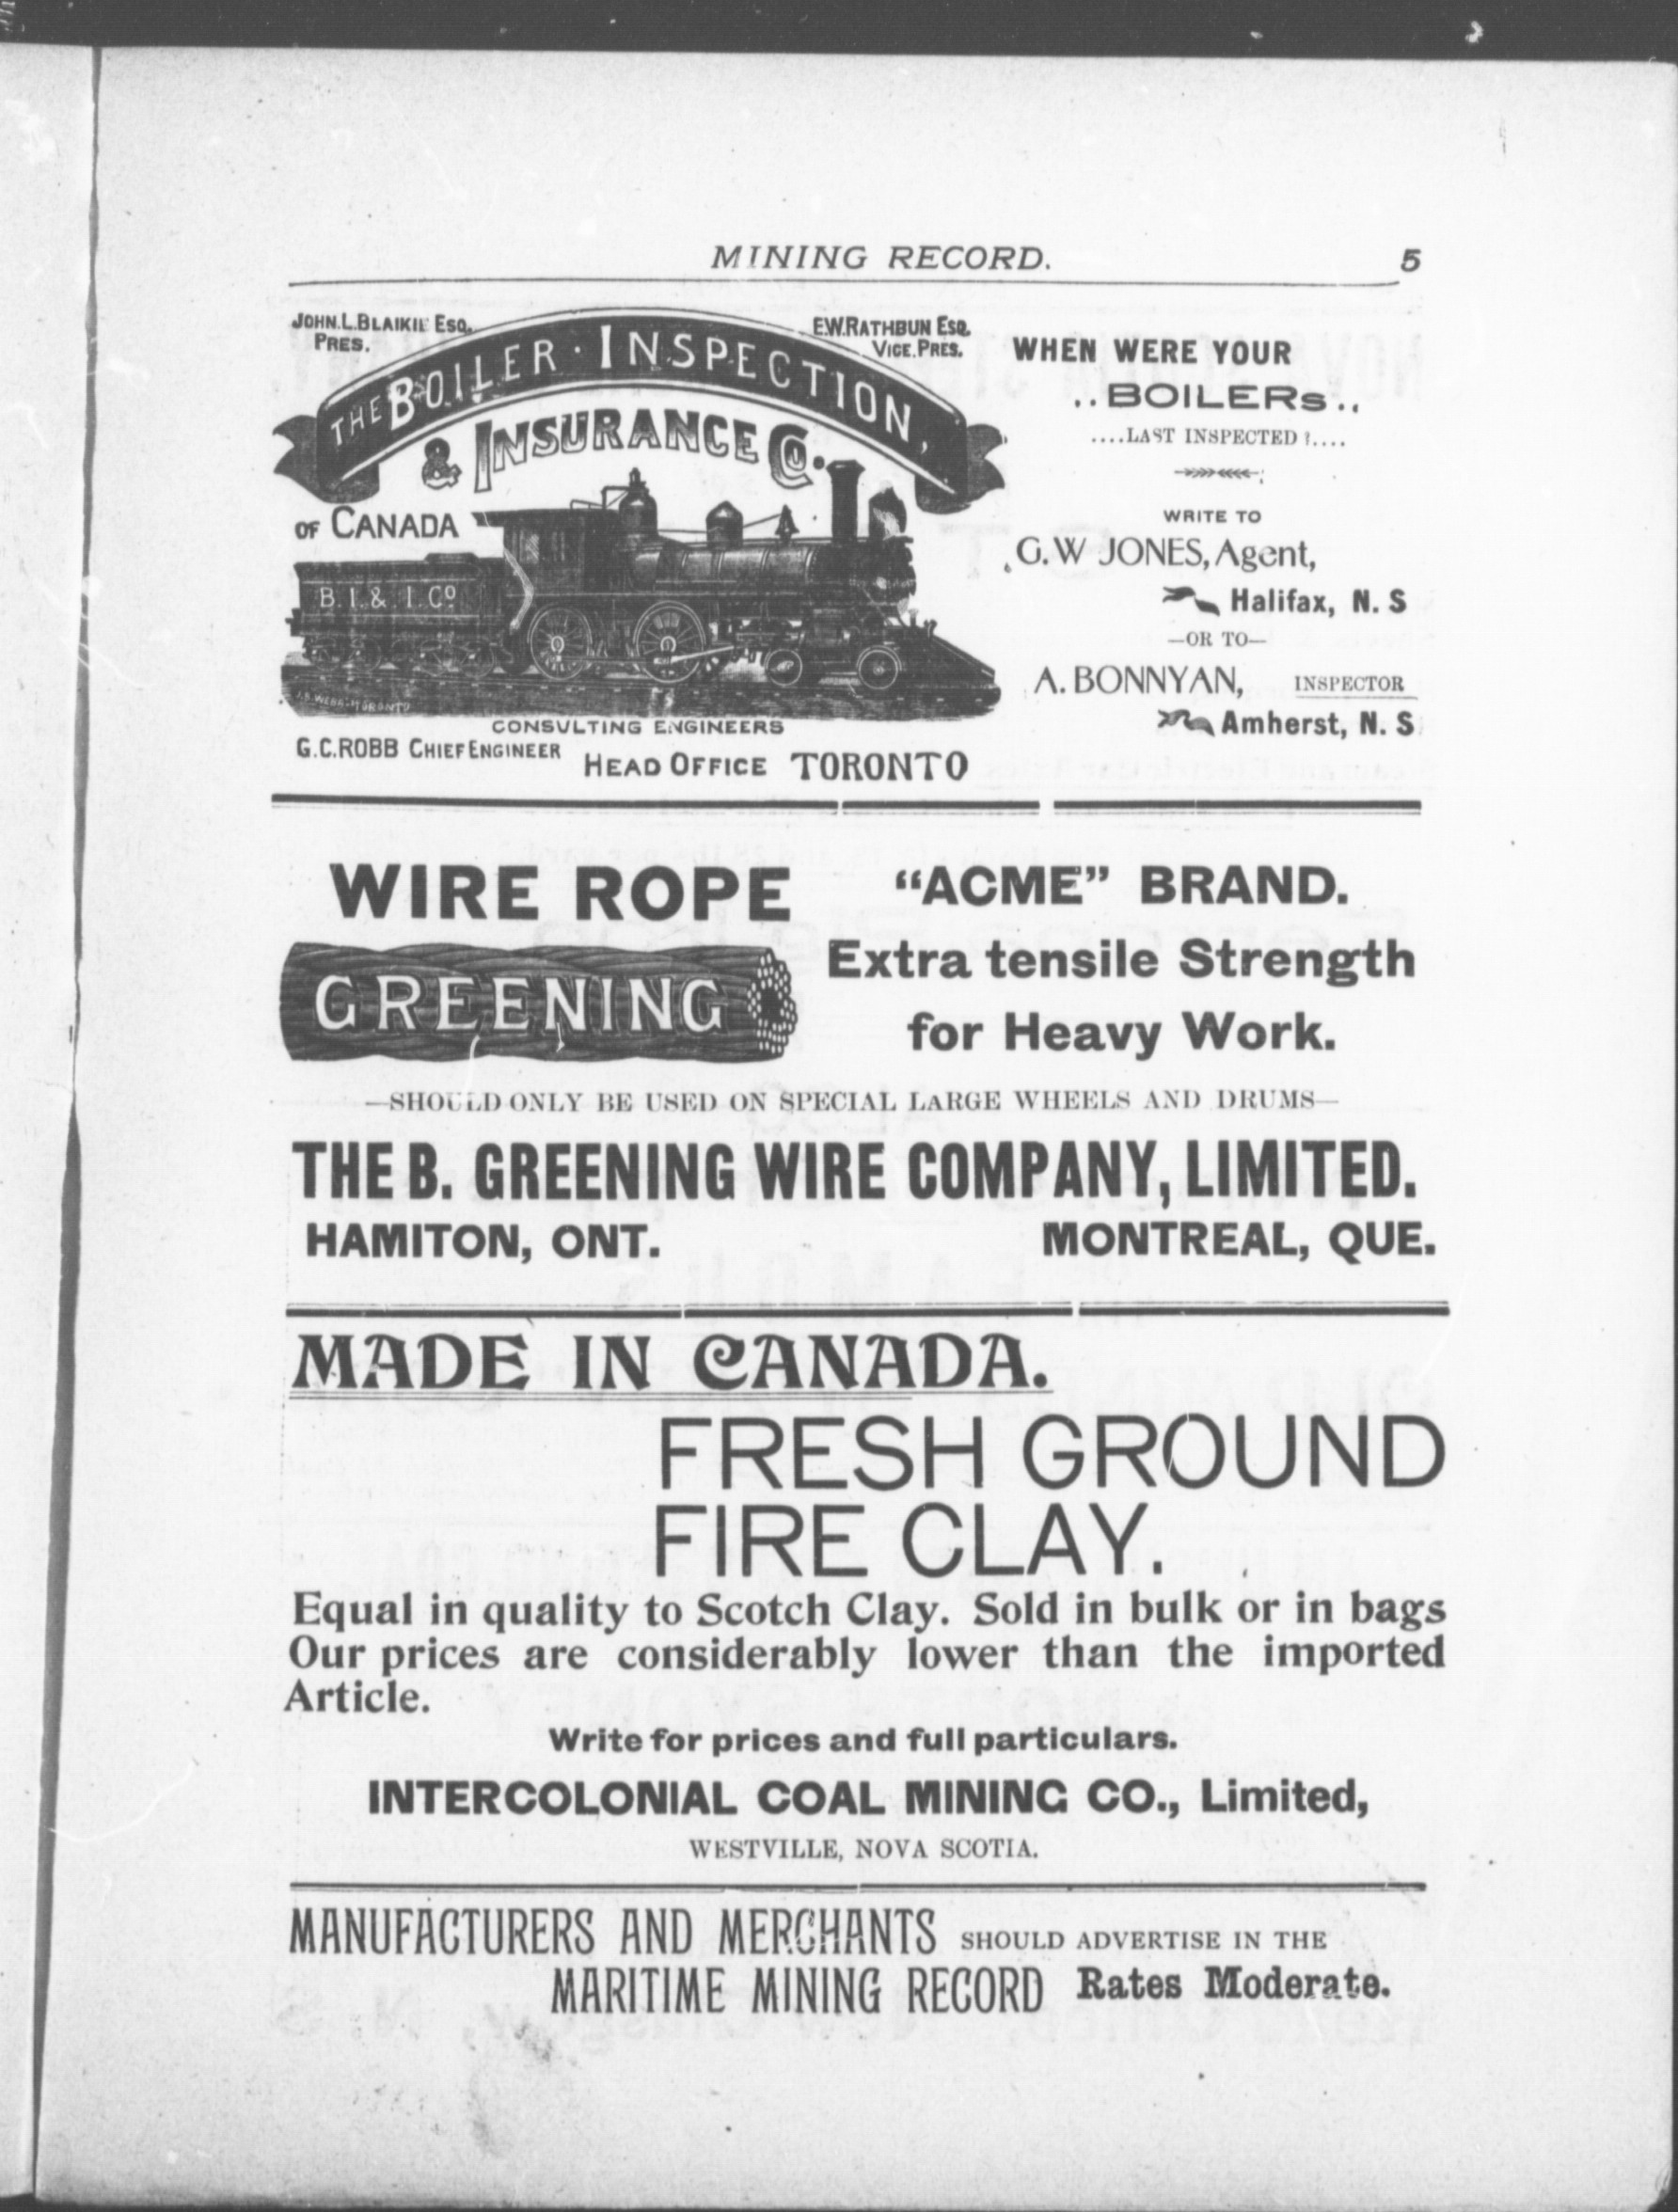 MINING RECORD. 5
JOHN.L.BLAIKIE ESQ.
PRES.
E.W.RATHBUN ESQ.
VICE.PRES.
THE BOILER · INSPECTION,
& INSURANCE CO.
OF CANADA
B. I. & I. CO
J.B. WEBB-TORONTO
CONSULTING ENGINEERS
G.C.ROBB CHIEF ENGINEER
HEAD OFFICE TORONTO
WHEN WERE YOUR
..BOILERs..
....LAST INSPECTED ?....
WRITE TO
G. W JONES, Agent,
Halifax, N. S
—OR TO—
A. BONNYAN, INSPECTOR
Amherst, N. S
WIRE ROPE
GREENING
“ACME” BRAND.
Extra tensile Strength
for Heavy Work.
—SHOULD ONLY BE USED ON SPECIAL LARGE WHEELS AND DRUMS—
THE B. GREENING WIRE COMPANY, LIMITED.
HAMITON, ONT. MONTREAL, QUE.
MADE IN CANADA.
FRESH GROUND
FIRE CLAY.
Equal in quality to Scotch Clay. Sold in bulk or in bags
Our prices are considerably lower than the imported
Article.
Write for prices and full particulars.
INTERCOLONIAL COAL MINING CO., Limited,
WESTVILLE, NOVA SCOTIA.
MANUFACTURERS AND MERCHANTS SHOULD ADVERTISE IN THE
MARITIME MINING RECORD Rates Moderate.